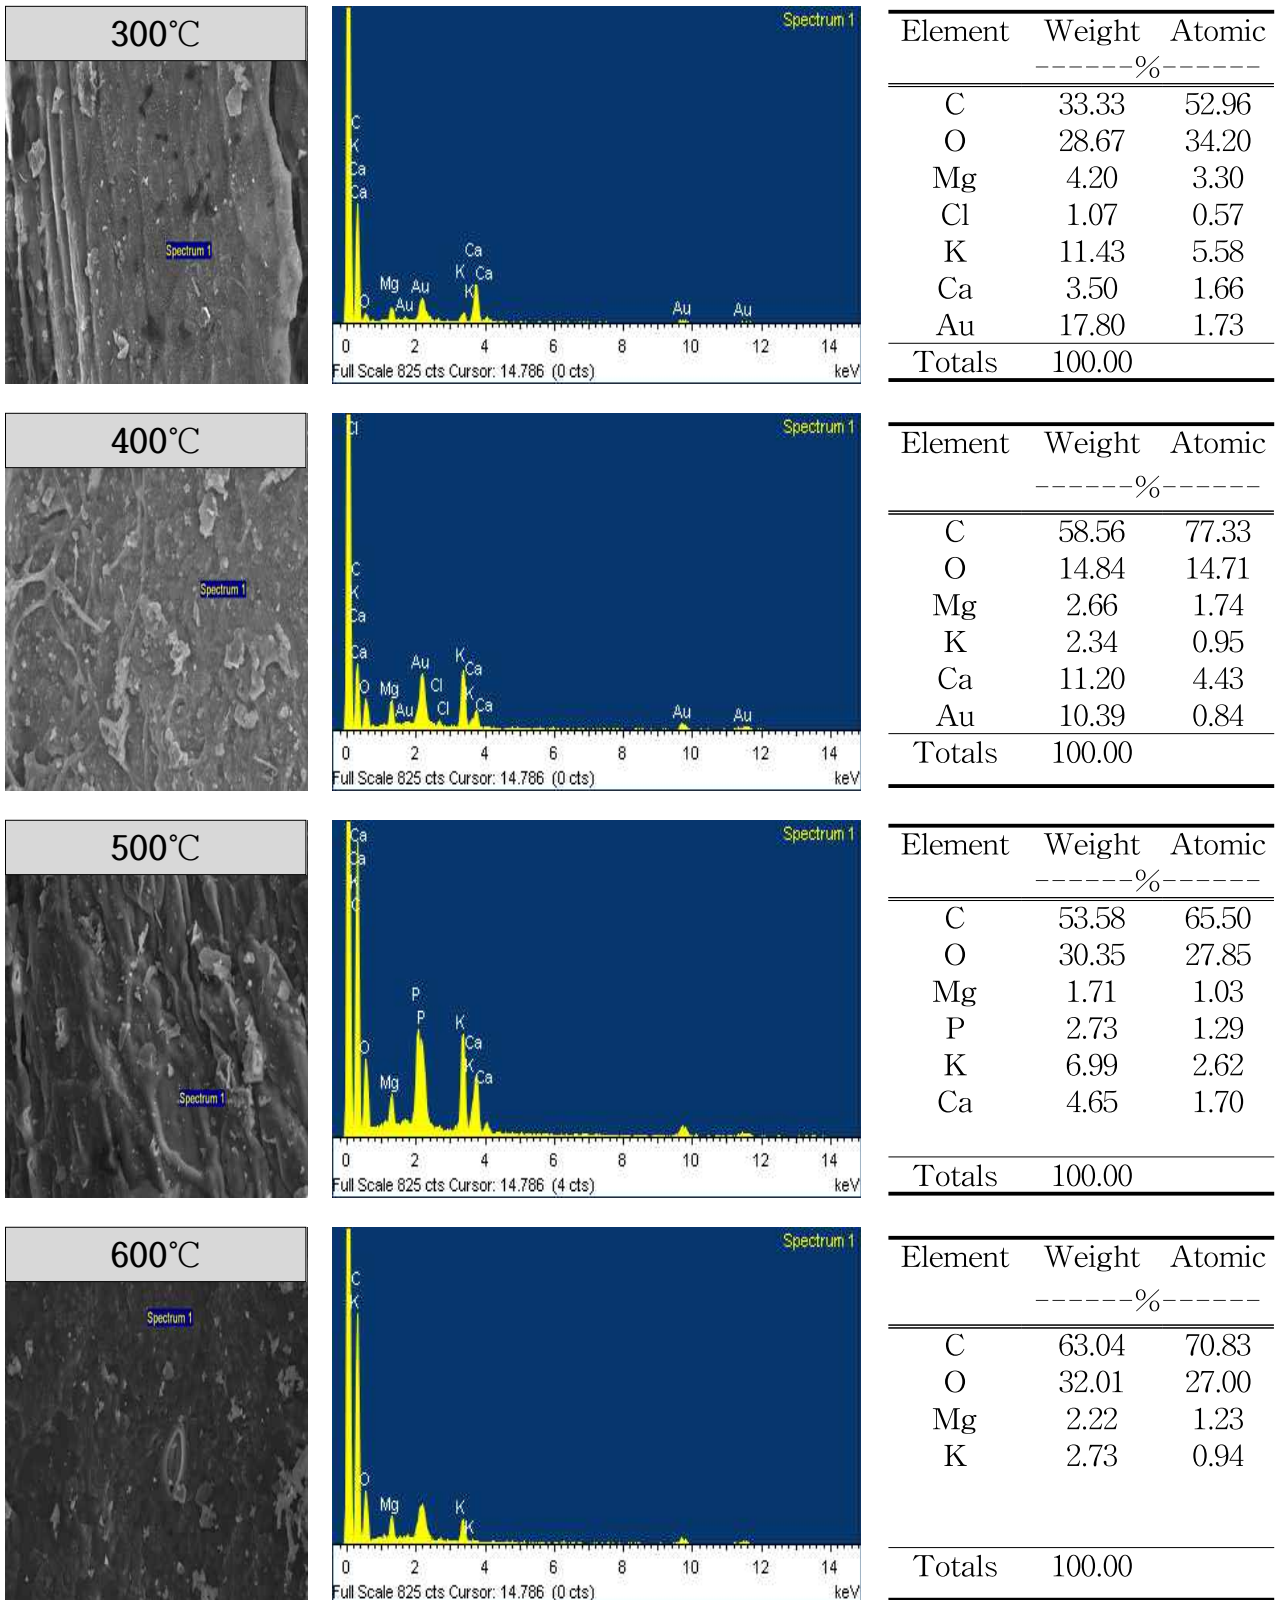 300℃
Spectrum 1
Spectrum 1
C
K
Ca
Ca
O
Mg
Au
Au
Ca
K
Ca
K
Au
Au
0 2 4 6 8 10 12 14
Full Scale 825 cts Cursor: 14.786 (0 cts) keV
Element Weight Atomic
------%------
C 33.33 52.96
O 28.67 34.20
Mg 4.20 3.30
Cl 1.07 0.57
K 11.43 5.58
Ca 3.50 1.66
Au 17.80 1.73
Totals 100.00
400℃
Spectrum 1
Spectrum 1
Cl
C
K
Ca
Ca
O
Mg
Au
Au
Cl
Cl
K
Ca
K
Ca
Au
Au
0 2 4 6 8 10 12 14
Full Scale 825 cts Cursor: 14.786 (0 cts) keV
Element Weight Atomic
------%------
C 58.56 77.33
O 14.84 14.71
Mg 2.66 1.74
K 2.34 0.95
Ca 11.20 4.43
Au 10.39 0.84
Totals 100.00
500℃
Spectrum 1
Spectrum 1
Ca
Ca
K
C
O
Mg
P
P
K
Ca
K
Ca
0 2 4 6 8 10 12 14
Full Scale 825 cts Cursor: 14.786 (4 cts) keV
Element Weight Atomic
------%------
C 53.58 65.50
O 30.35 27.85
Mg 1.71 1.03
P 2.73 1.29
K 6.99 2.62
Ca 4.65 1.70
Totals 100.00
600℃
Spectrum 1
Spectrum 1
C
K
O
Mg
K
K
0 2 4 6 8 10 12 14
Full Scale 825 cts Cursor: 14.786 (0 cts) keV
Element Weight Atomic
------%------
C 63.04 70.83
O 32.01 27.00
Mg 2.22 1.23
K 2.73 0.94
Totals 100.00